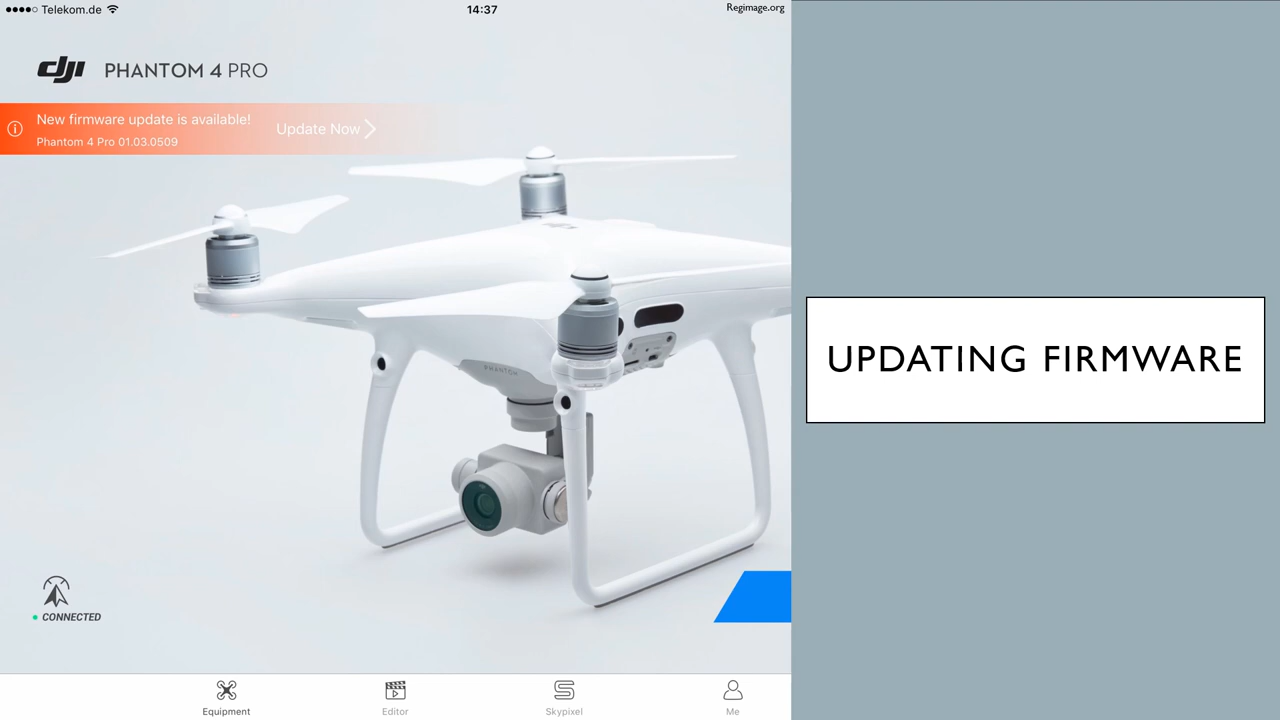 Telekom.de
14:37
Regimage.org
dji PHANTOM 4 PRO
New firmware update is available!
Update Now
Phantom 4 Pro 01.03.0509
PHANTOM
UPDATING FIRMWARE
CONNECTED
Equipment
Editor
Skypixel
Me